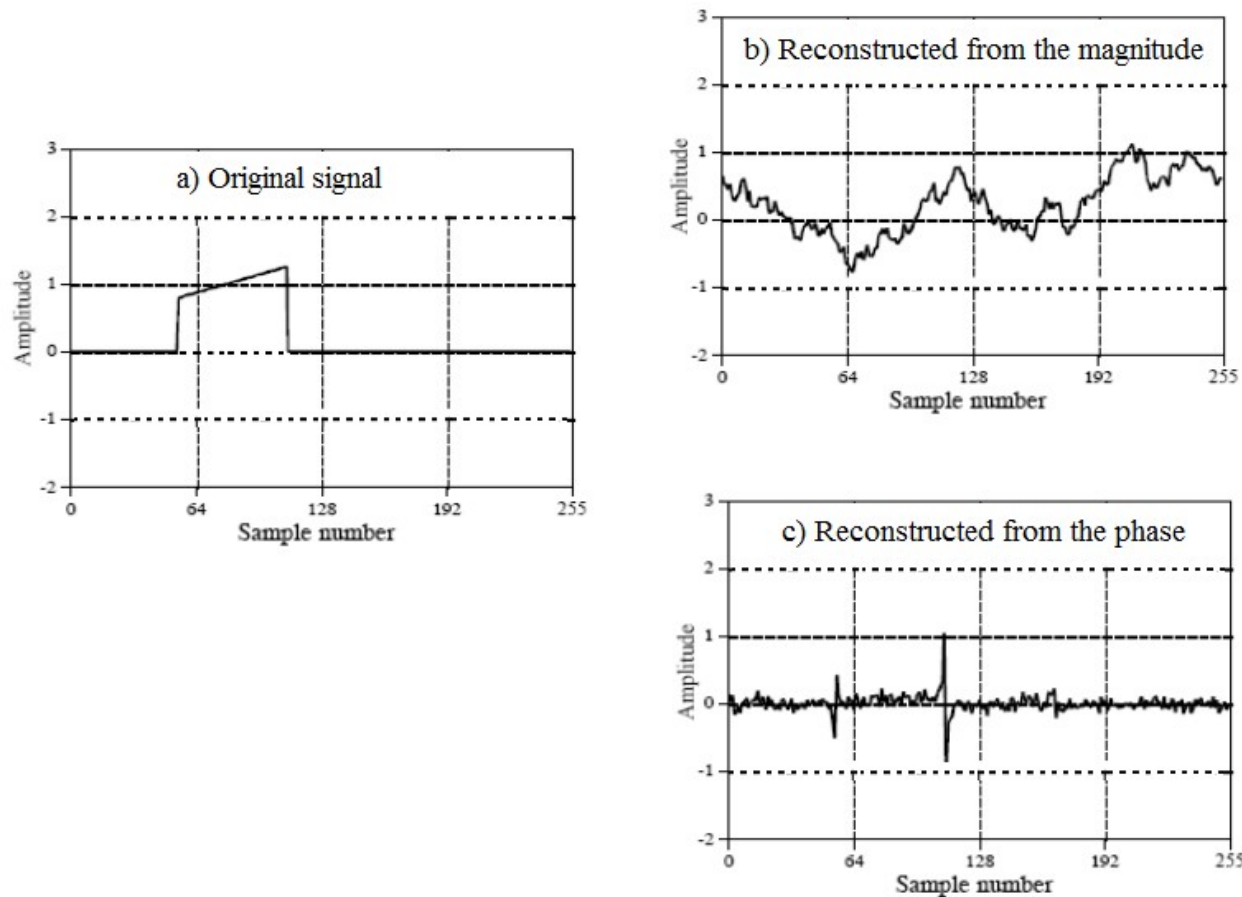 a) Original signal
Amplitude
3
2
1
0
-1
-2
0 64 128 192 255
Sample number
b) Reconstructed from the magnitude
Amplitude
3
2
1
0
-1
-2
0 64 128 192 255
Sample number
c) Reconstructed from the phase
Amplitude
3
2
1
0
-1
-2
0 64 128 192 255
Sample number